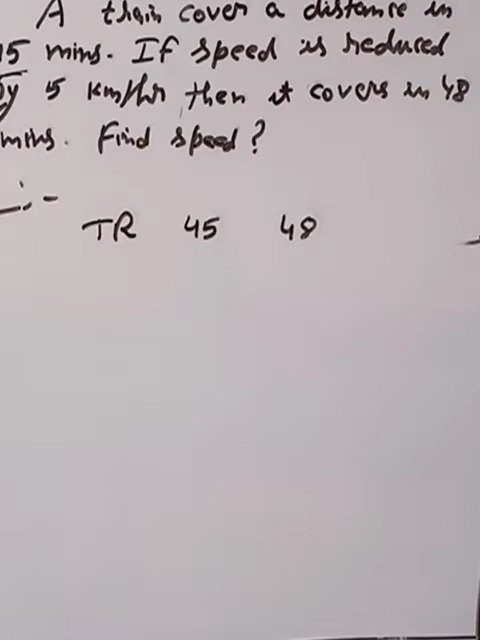 A train cover a distance in
45 mins. If speed is reduced
by 5 km/hr then it covers in 48
mins. Find speed?
:-
TR 45 48